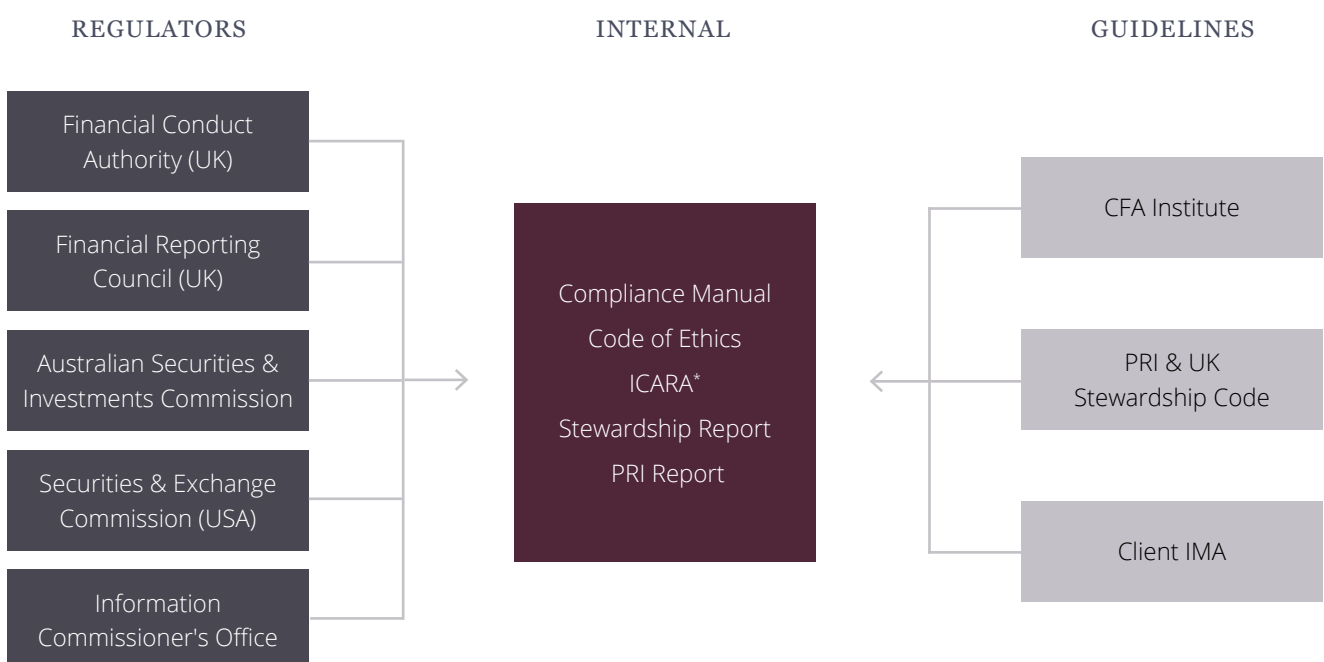 REGULATORS
INTERNAL
GUIDELINES
Financial Conduct
Authority (UK)
Financial Reporting
Council (UK)
Australian Securities &
Investments Commission
Securities & Exchange
Commission (USA)
Information
Commissioner's Office
Compliance Manual
Code of Ethics
ICARA*
Stewardship Report
PRI Report
CFA Institute
PRI & UK
Stewardship Code
Client IMA